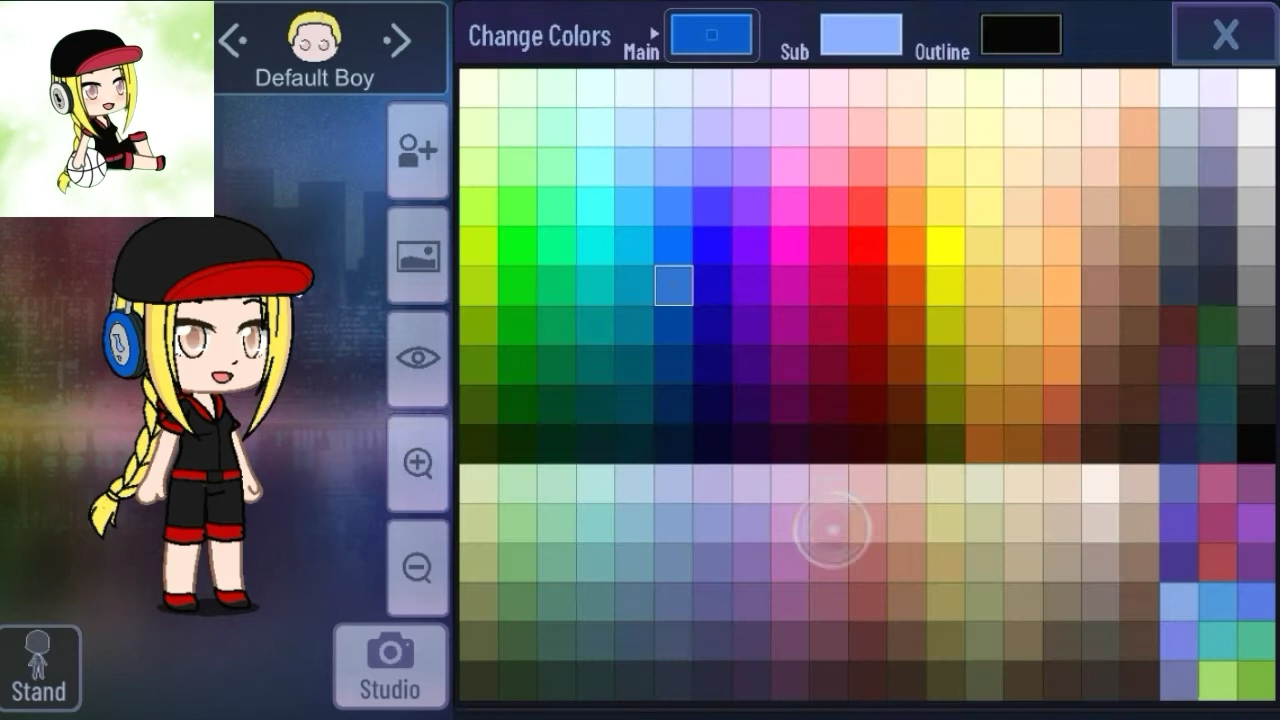 Default Boy
Change Colors
Main
Sub
Outline
X
Stand
Studio